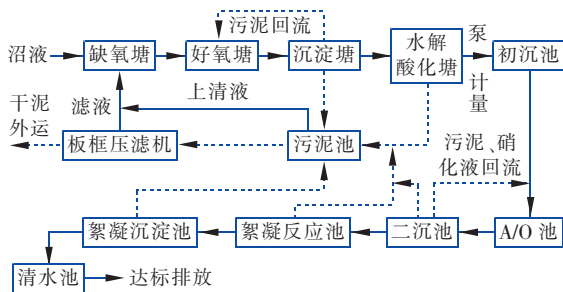 污泥回流
沼液
缺氧塘
好氧塘
沉淀塘
水解
酸化塘
泵
计量
初沉池
上清液
滤液
干泥
外运
板框压滤机
污泥池
污泥、硝
化液回流
絮凝沉淀池
絮凝反应池
二沉池
A/O 池
清水池
达标排放